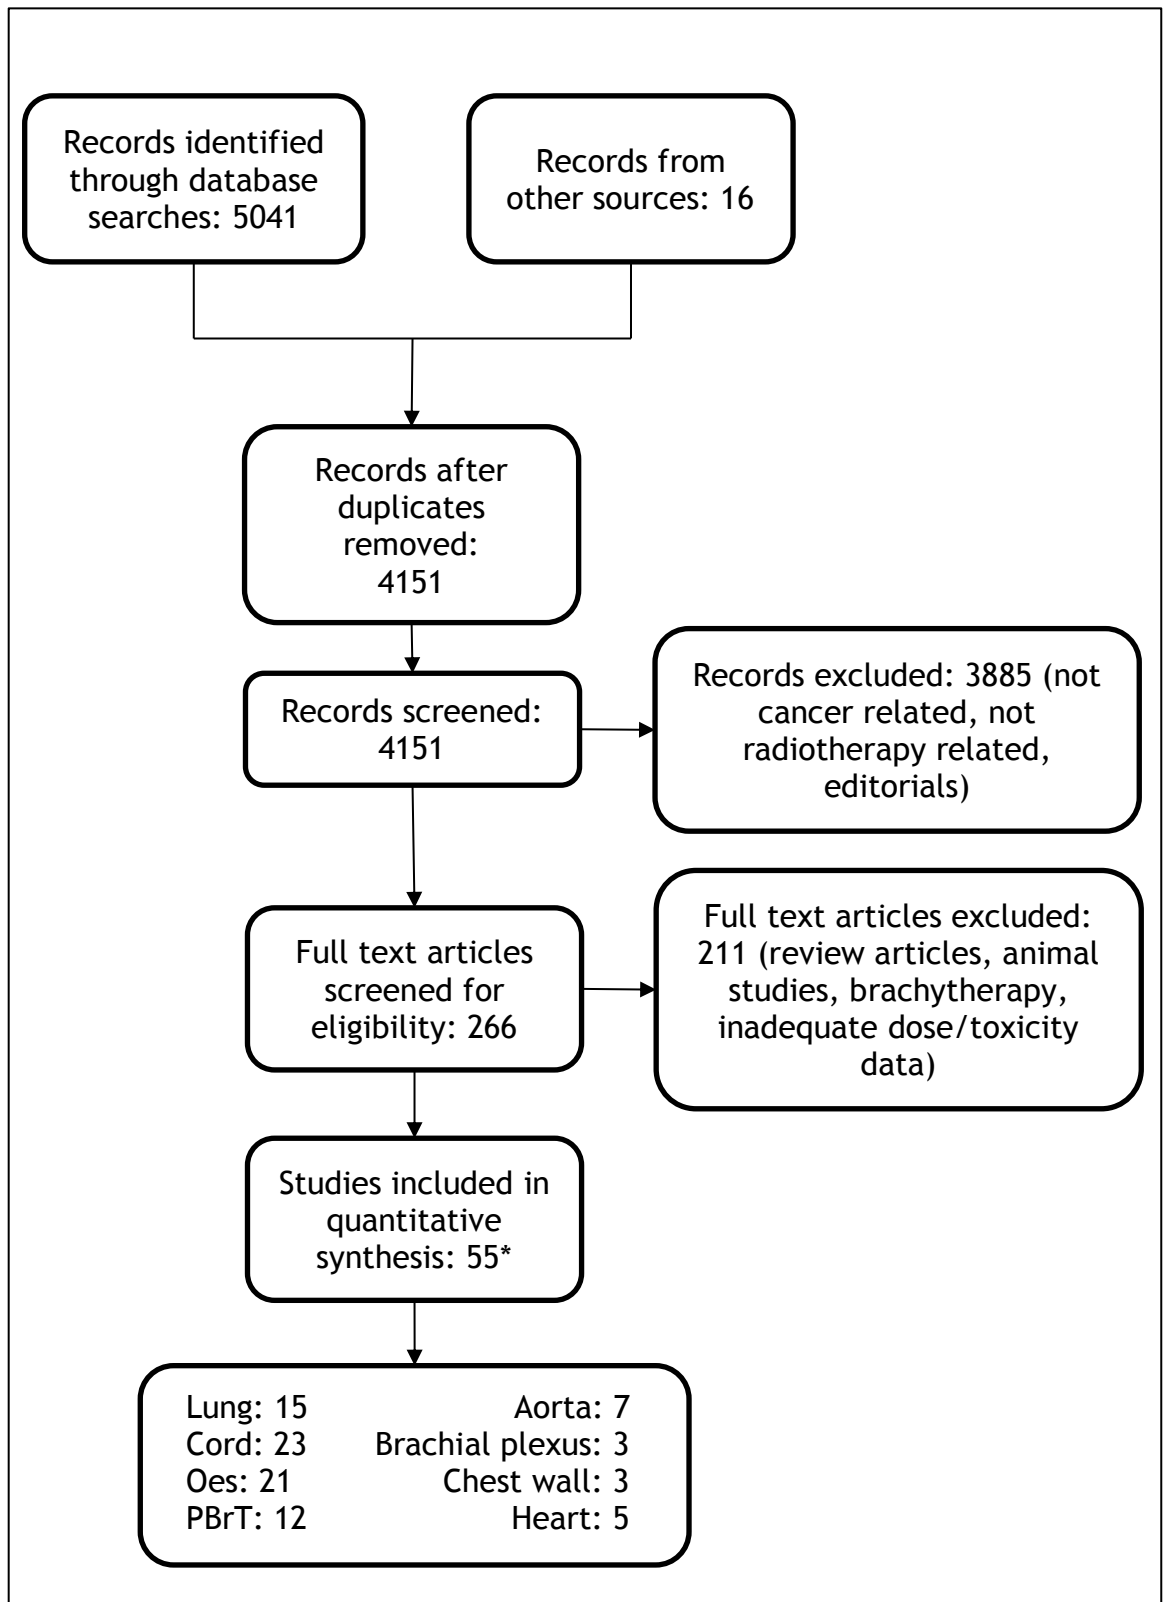 Records identified
through database
searches: 5041
Records from
other sources: 16
Records after
duplicates
removed:
4151
Records screened:
4151
Records excluded: 3885 (not
cancer related, not
radiotherapy related,
editorials)
Full text articles
screened for
eligibility: 266
Full text articles excluded:
211 (review articles, animal
studies, brachytherapy,
inadequate dose/toxicity
data)
Studies included in
quantitative
synthesis: 55*
Lung: 15
Cord: 23
Oes: 21
PBrT: 12
Aorta: 7
Brachial plexus: 3
Chest wall: 3
Heart: 5